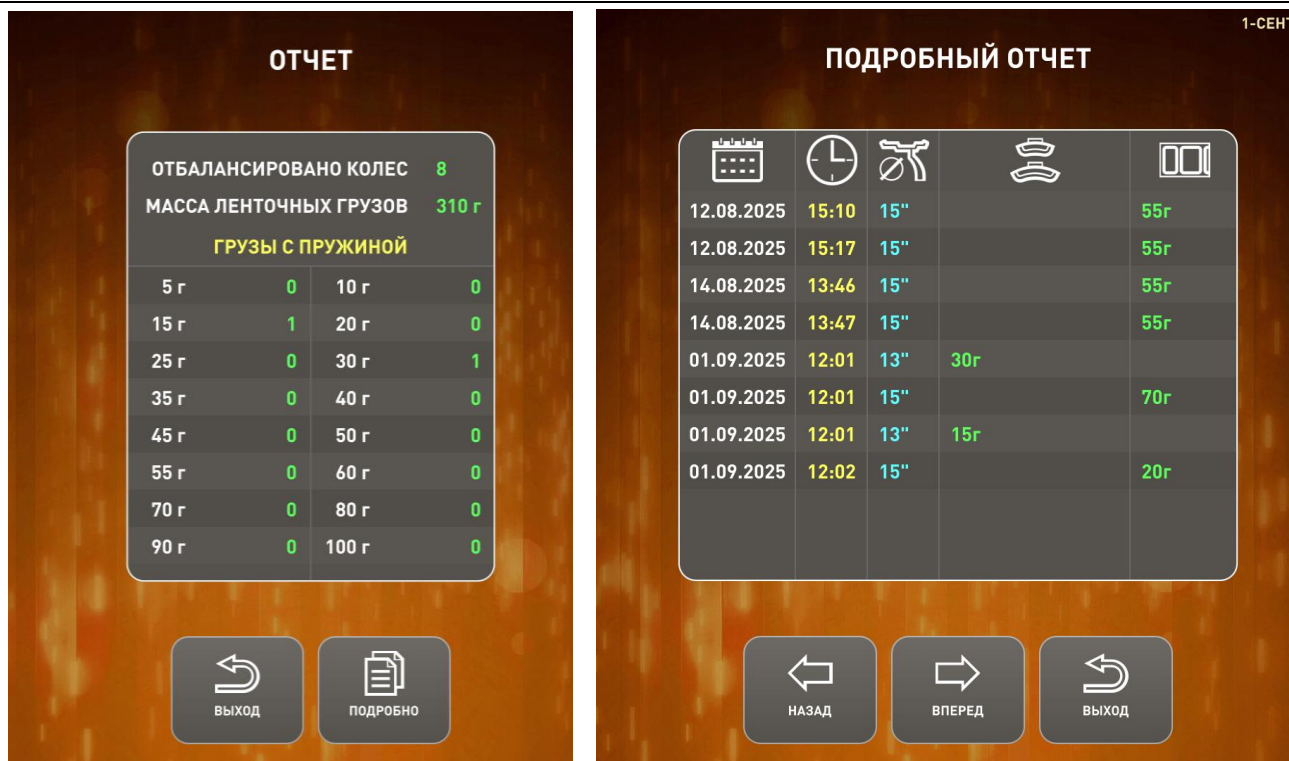 ОТЧЕТ
ОТБАЛАНСИРОВАНО КОЛЕС 8
МАССА ЛЕНТОЧНЫХ ГРУЗОВ 310 г
ГРУЗЫ С ПРУЖИНОЙ
5 г 0 10 г 0
15 г 1 20 г 0
25 г 0 30 г 1
35 г 0 40 г 0
45 г 0 50 г 0
55 г 0 60 г 0
70 г 0 80 г 0
90 г 0 100 г 0
ВЫХОД ПОДРОБНО
1-СЕНТ
ПОДРОБНЫЙ ОТЧЕТ
12.08.2025 15:10 15" 55г
12.08.2025 15:17 15" 55г
14.08.2025 13:46 15" 55г
14.08.2025 13:47 15" 55г
01.09.2025 12:01 13" 30г
01.09.2025 12:01 15" 70г
01.09.2025 12:01 13" 15г
01.09.2025 12:02 15" 20г
НАЗАД ВПЕРЕД ВЫХОД